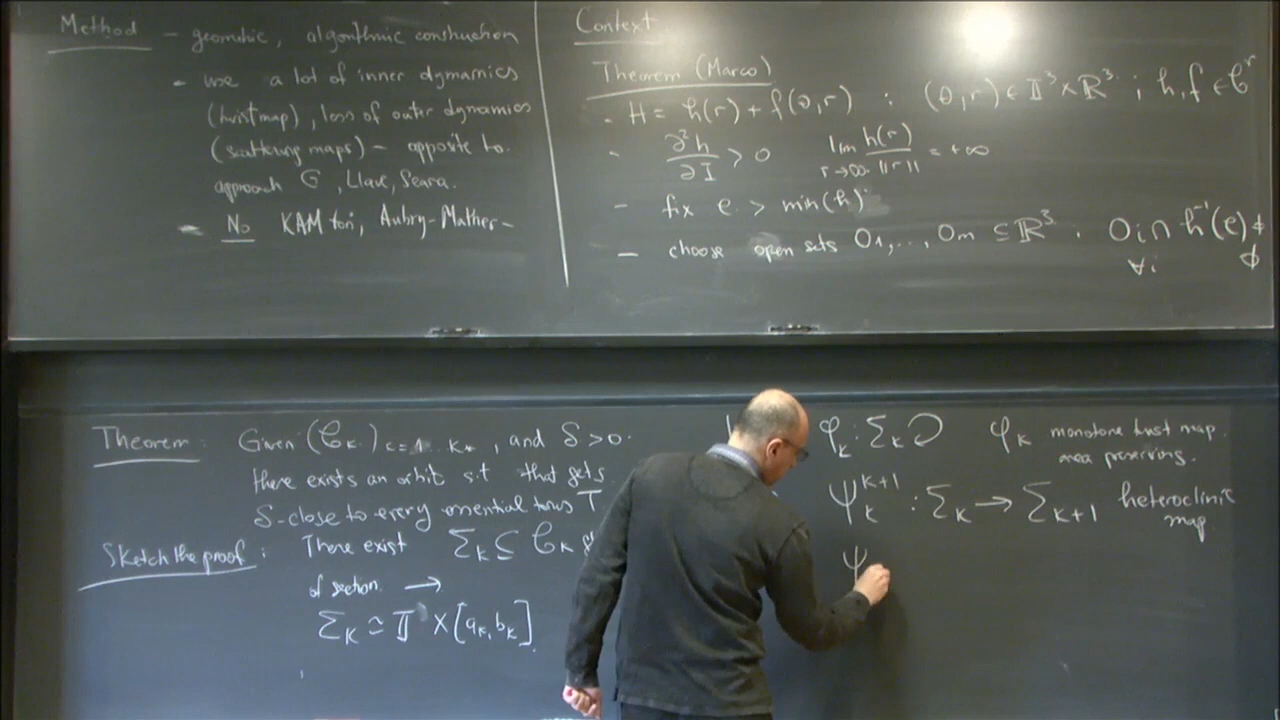 Method - geometric, algorithmic construction
- use a lot of inner dynamics
(twist map), less of outer dynamics
(scattering maps) - opposite to
approach G, Llave, Seara.
- No KAM tori, Aubry-Mather -
Context
Theorem (Marco)
- H = h(r) + f(θ,r) : (θ,r) ∈ 𝕋³×ℝ³ ; h,f ∈ C^r
- ∂²h/∂I > 0 lim_{r→∞} h(r)/||r|| = +∞
- fix e > min(h)
- choose open sets O₁,..., Oₘ ⊆ ℝ³ : Oᵢ ∩ h⁻¹(e) ≠ ∅
∀i
Theorem: Given (C_k)_{k=1...k*}, and δ>0.
there exists an orbit s.t that gets
δ-close to every essential torus T
Sketch the proof: There exist Σ_k ⊆ C_k
of section →
Σ_k ≃ 𝕋 × [a_k, b_k]
φ_k : Σ_k ⟲ φ_k monotone twist map.
area preserving.
ψ_k^{k+1} : Σ_k → Σ_{k+1} heteroclinic
map
ψ